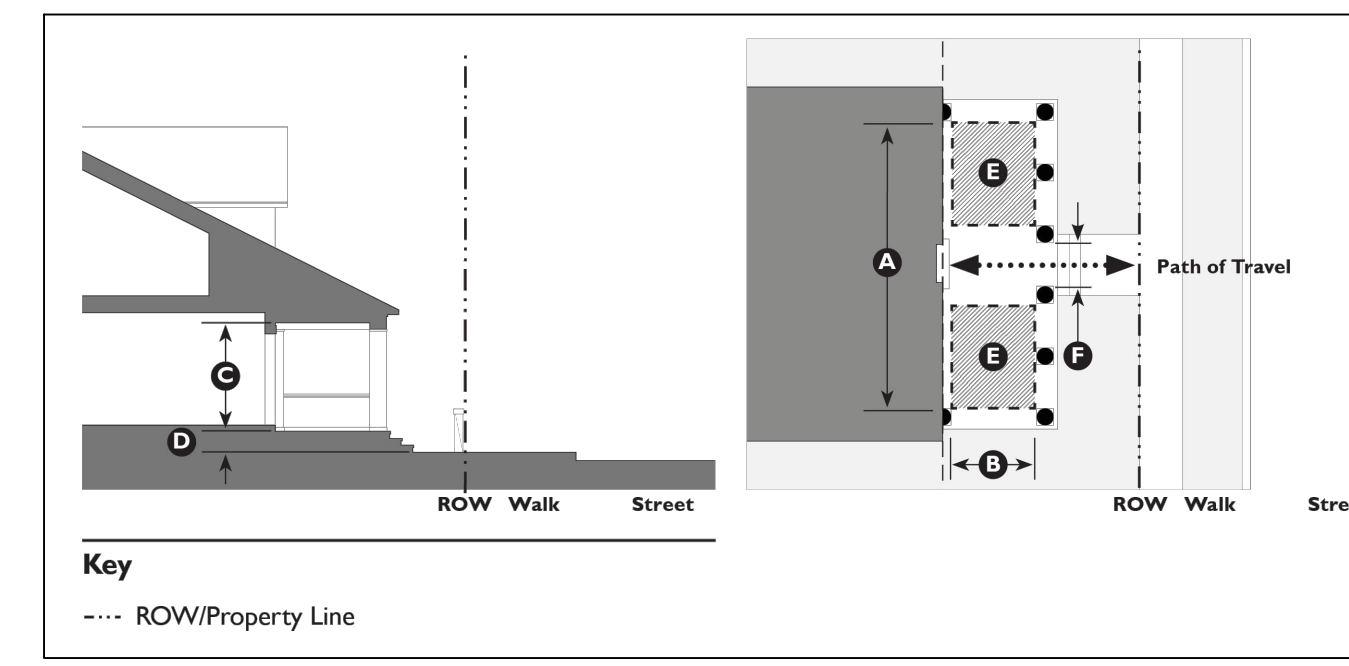 C
D
ROW Walk Street
E
A
Path of Travel
E
F
B
ROW Walk Stre
Key
ROW/Property Line